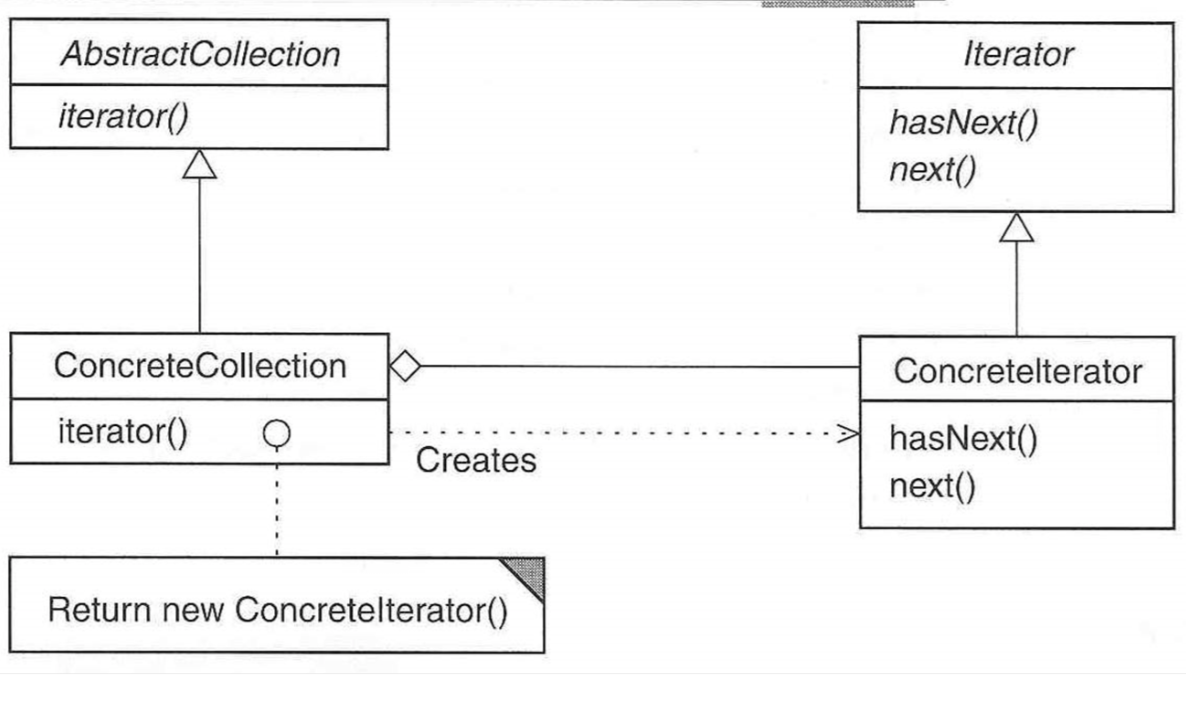 AbstractCollection
iterator()
Iterator
hasNext()
next()
ConcreteCollection
iterator()
Creates
ConcreteIterator
hasNext()
next()
Return new ConcreteIterator()